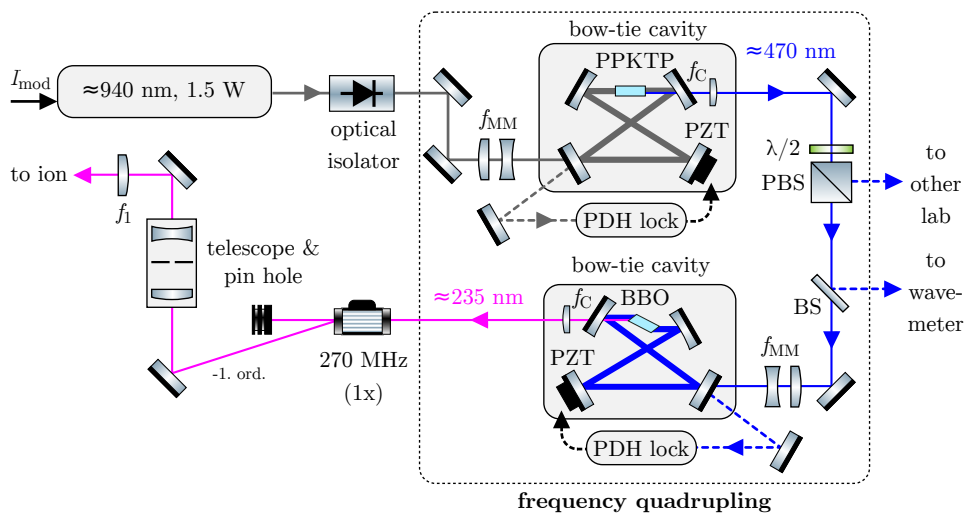 bow-tie cavity
I_mod
≈940 nm, 1.5 W
optical
isolator
f_MM
PPKTP
f_C
≈470 nm
PZT
PDH lock
λ/2
PBS
to
other
lab
to ion
f_1
telescope &
pin hole
-1. ord.
270 MHz
(1x)
≈235 nm
bow-tie cavity
f_C
BBO
PZT
PDH lock
f_MM
BS
to
wave-
meter
frequency quadrupling